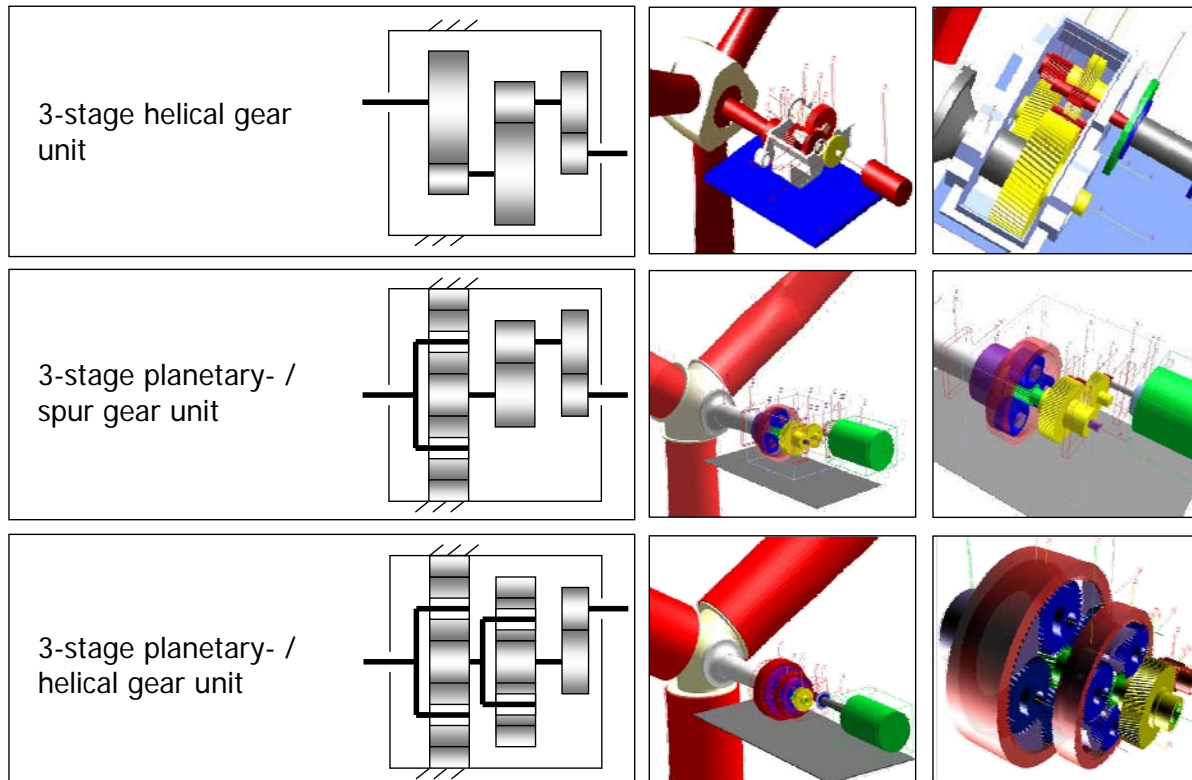 3-stage helical gear
unit
3-stage planetary- /
spur gear unit
3-stage planetary- /
helical gear unit